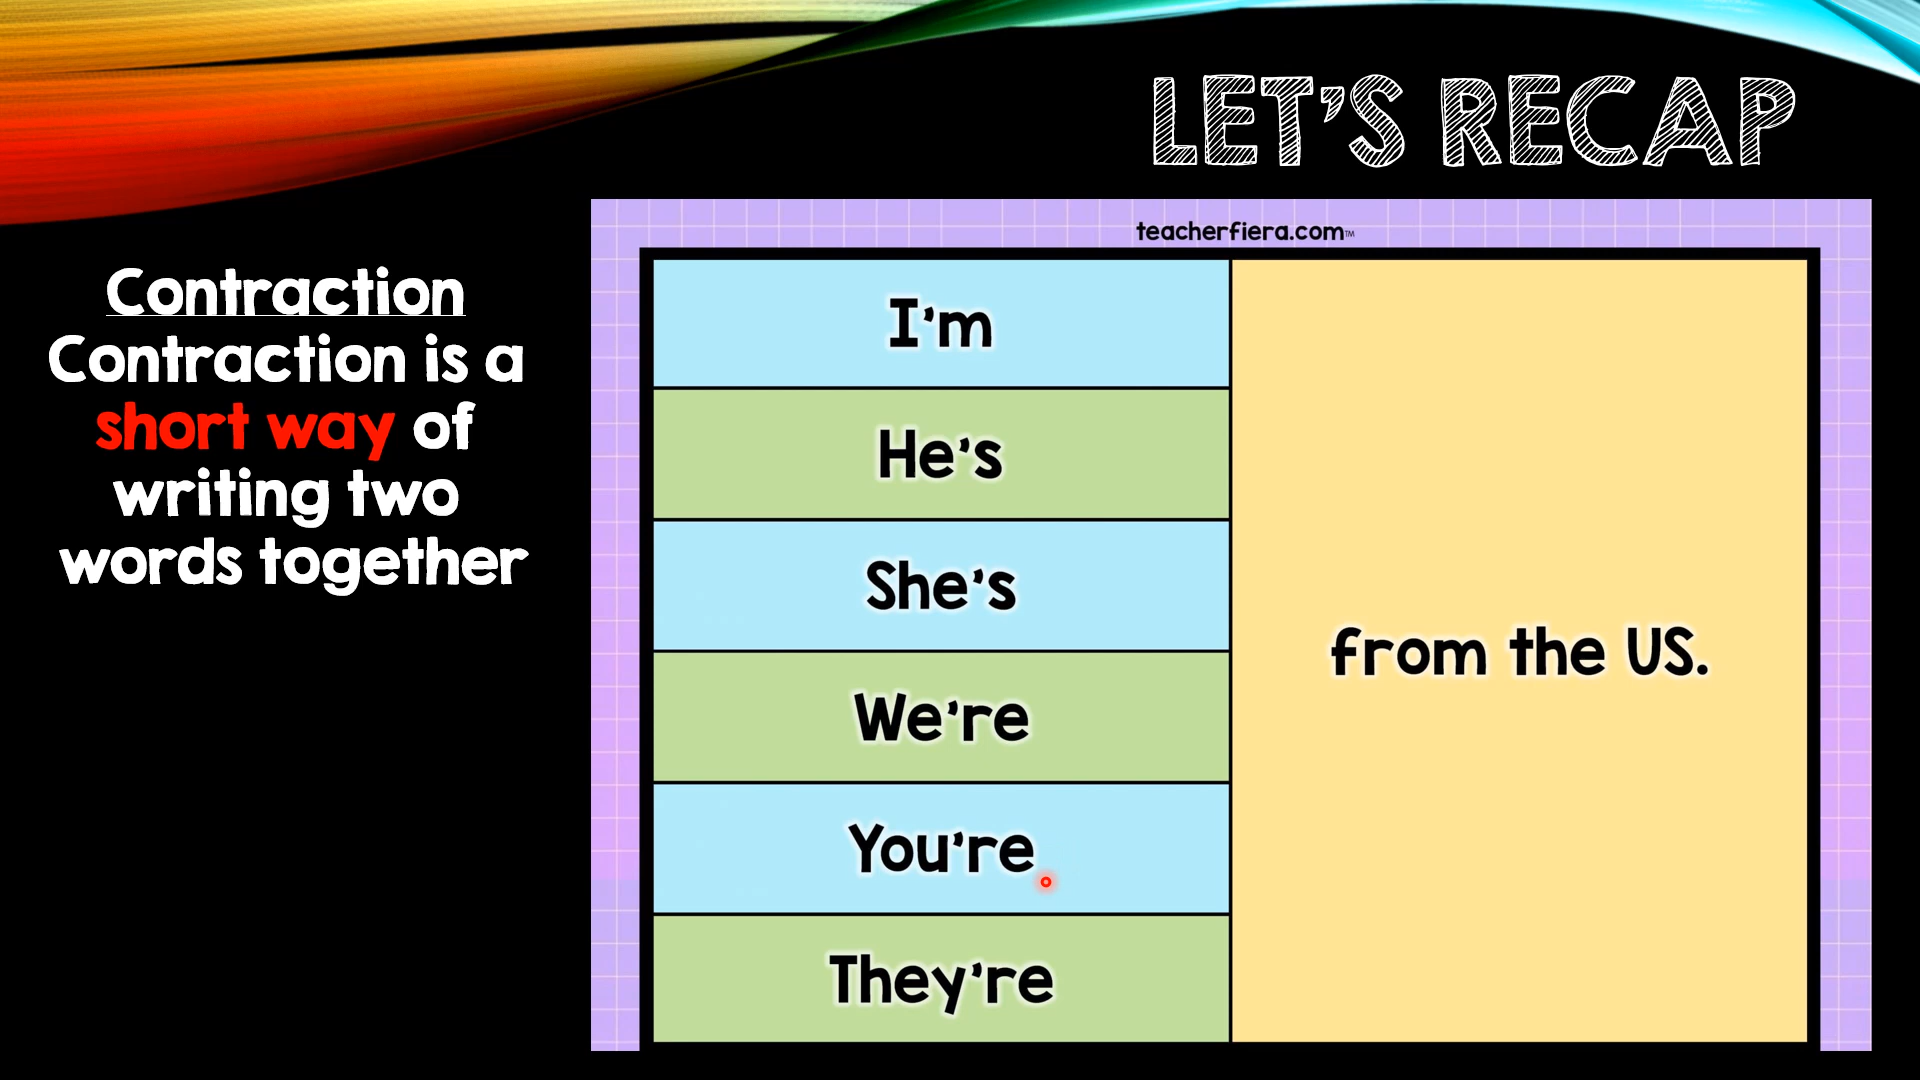 LET'S RECAP
Contraction
Contraction is a
short way of
writing two
words together
teacherfiera.com™
I'm
He's
She's
We're
You're
They're
from the US.